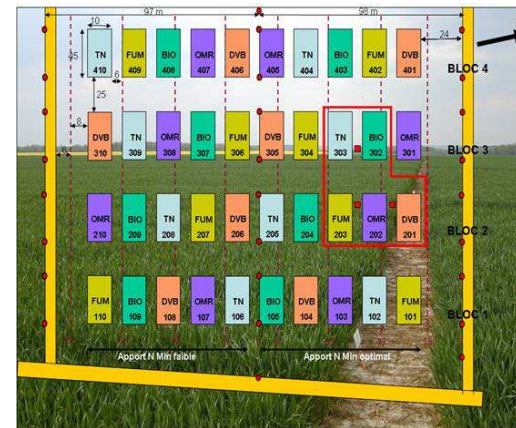 97 m 98 m
10
24
TN 410 FUM 409 BIO 408 OMR 407 DVB 406 OMR 405 TN 404 BIO 403 FUM 402 DVB 401
BLOC 4
6
25
8
DVB 310 TN 309 OMR 308 BIO 307 FUM 306 DVB 305 FUM 304 TN 303 BIO 302 OMR 301
BLOC 3
6
OMR 210 BIO 209 TN 208 FUM 207 DVB 206 TN 205 BIO 204 FUM 203 OMR 202 DVB 201
BLOC 2
FUM 110 BIO 109 DVB 108 OMR 107 TN 106 BIO 105 DVB 104 OMR 103 TN 102 FUM 101
BLOC 1
Apport N Min faible Apport N Min optimal